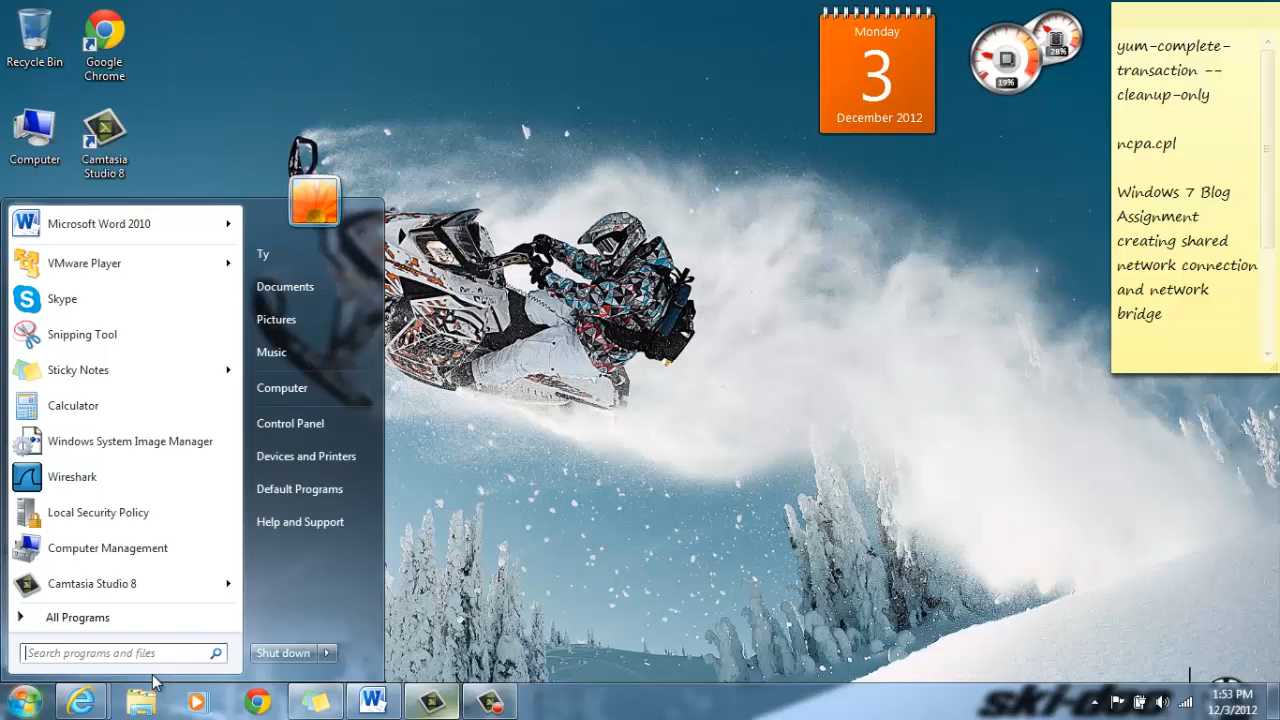 Recycle Bin
Google
Chrome
Computer
Camtasia
Studio 8
Monday
3
December 2012
19%
28%
yum-complete-
transaction --
cleanup-only
ncpa.cpl
Windows 7 Blog
Assignment
creating shared
network connection
and network
bridge
Microsoft Word 2010
VMware Player
Skype
Snipping Tool
Sticky Notes
Calculator
Windows System Image Manager
Wireshark
Local Security Policy
Computer Management
Camtasia Studio 8
All Programs
Search programs and files
Ty
Documents
Pictures
Music
Computer
Control Panel
Devices and Printers
Default Programs
Help and Support
Shut down
1:53 PM
12/3/2012